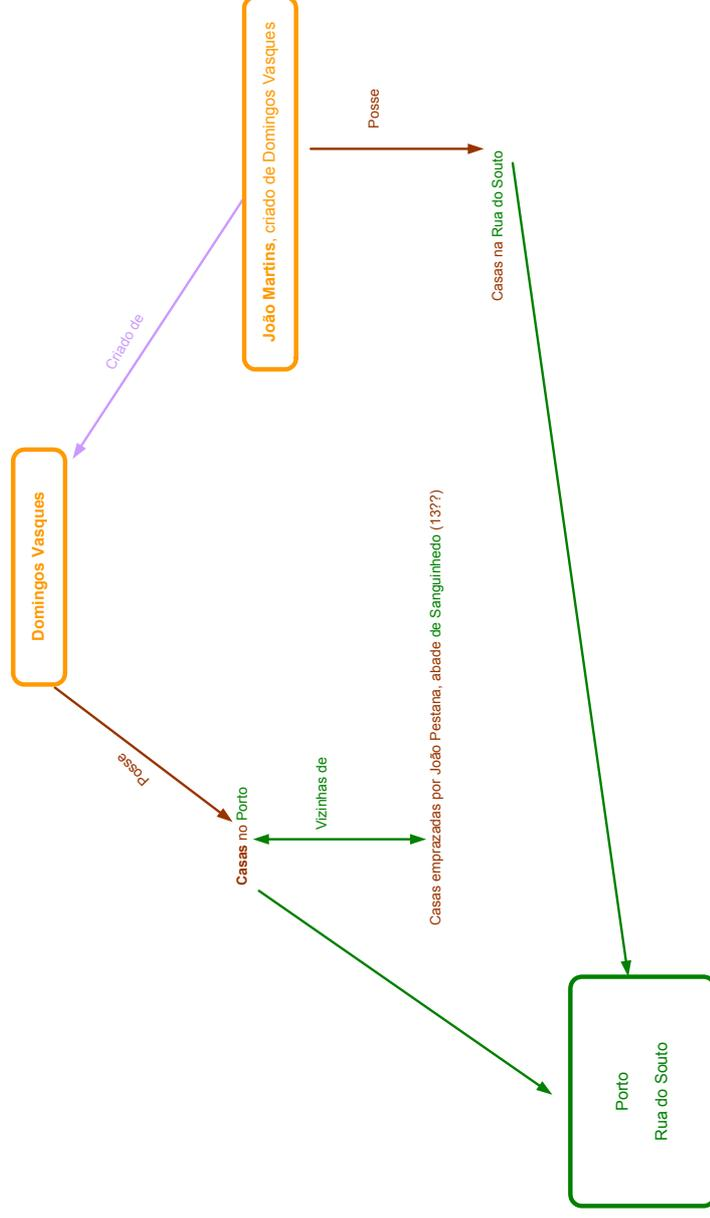 Domingos Vasques
Criado de
João Martins, criado de Domingos Vasques
Posse
Posse
Casas no Porto
Vizinhas de
Casas emprazadas por João Pestana, abade de Sanguinhedo (13??)
Casas na Rua do Souto
Porto
Rua do Souto